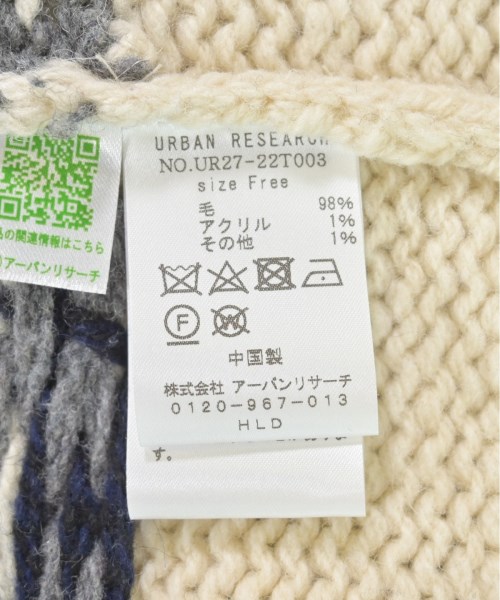 URBAN RESEARCH
NO.UR27-22T003
size Free
毛 98%
アクリル 1%
その他 1%
F
W
中国製
株式会社 アーバンリサーチ
0120-967-013
HLD
す。
の関連情報はこちら
アーバンリサーチ